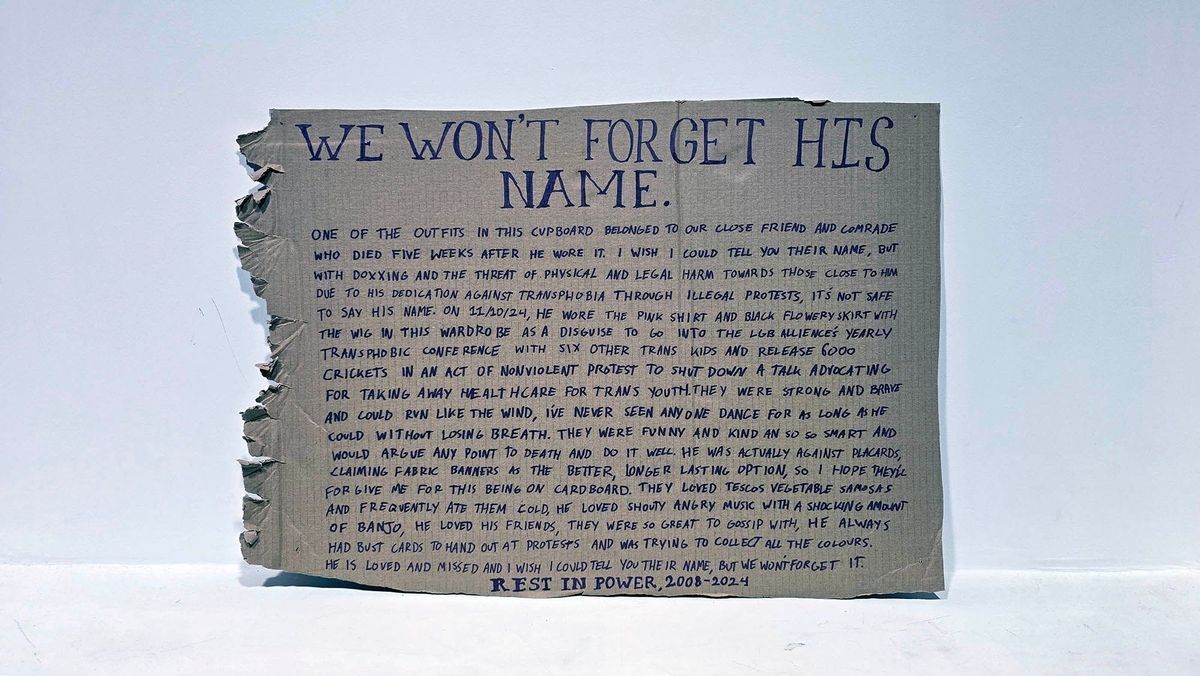 WE WON'T FORGET HIS
NAME.
ONE OF THE OUTFITS IN THIS CUPBOARD BELONGED TO OUR CLOSE FRIEND AND COMRADE
WHO DIED FIVE WEEKS AFTER HE WORE IT. I WISH I COULD TELL YOU THEIR NAME, BUT
WITH DOXXING AND THE THREAT OF PHYSICAL AND LEGAL HARM TOWARDS THOSE CLOSE TO HIM
DUE TO HIS DEDICATION AGAINST TRANSPHOBIA THROUGH ILLEGAL PROTESTS, IT'S NOT SAFE
TO SAY HIS NAME. ON 11/10/24, HE WORE THE PINK SHIRT AND BLACK FLOWERY SKIRT WITH
THE WIG IN THIS WARDROBE AS A DISGUISE TO GO INTO THE LGB ALLIENCE'S YEARLY
TRANSPHOBIC CONFERENCE WITH SIX OTHER TRANS KIDS AND RELEASE 6000
CRICKETS IN AN ACT OF NONVIOLENT PROTEST TO SHUT DOWN A TALK ADVOCATING
FOR TAKING AWAY HEALTHCARE FOR TRANS YOUTH. THEY WERE STRONG AND BRAVE
AND COULD RUN LIKE THE WIND, I'VE NEVER SEEN ANYONE DANCE FOR AS LONG AS HE
COULD WITHOUT LOSING BREATH. THEY WERE FUNNY AND KIND AN SO SO SMART AND
WOULD ARGUE ANY POINT TO DEATH AND DO IT WELL. HE WAS ACTUALLY AGAINST PLACARDS,
CLAIMING FABRIC BANNERS AS THE BETTER, LONGER LASTING OPTION, SO I HOPE THEY'LL
FORGIVE ME FOR THIS BEING ON CARDBOARD. THEY LOVED TESCOS VEGETABLE SAMOSAS
AND FREQUENTLY ATE THEM COLD, HE LOVED SHOUTY ANGRY MUSIC WITH A SHOCKING AMOUNT
OF BANJO, HE LOVED HIS FRIENDS, THEY WERE SO GREAT TO GOSSIP WITH, HE ALWAYS
HAD BUST CARDS TO HAND OUT AT PROTESTS AND WAS TRYING TO COLLECT ALL THE COLOURS.
HE IS LOVED AND MISSED AND I WISH I COULD TELL YOU THEIR NAME, BUT WE WON'T FORGET IT.
REST IN POWER, 2008-2024